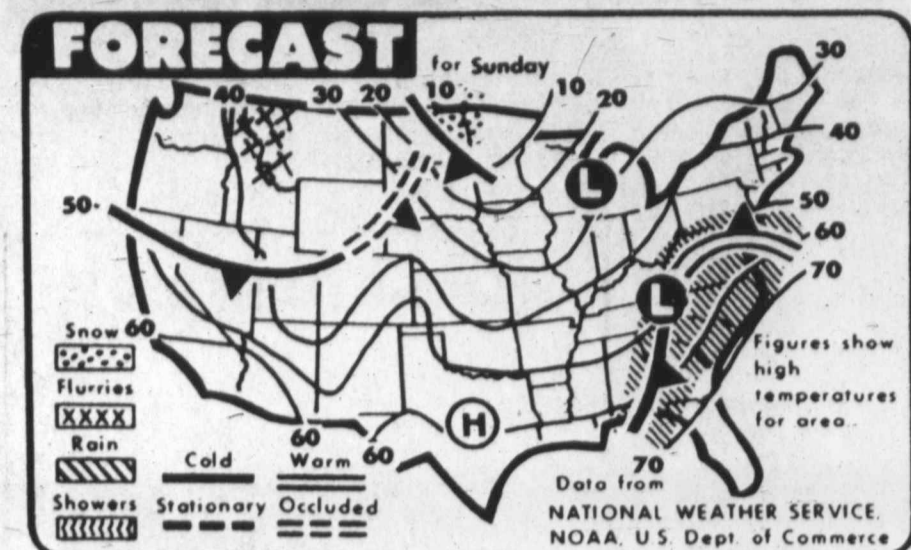 FORECAST
for Sunday
40 30 20 10 10 20 30
40
50
L
50
60
70
L
Snow 60
Flurries
Rain
Showers
H
60 60
70
Cold Warm
Stationary Occluded
Figures show
high
temperatures
for area.
Data from
NATIONAL WEATHER SERVICE,
NOAA, U.S. Dept. of Commerce